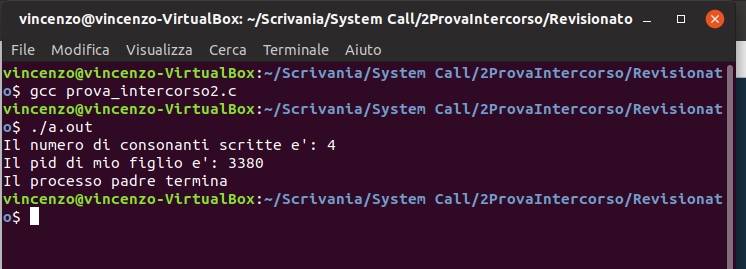 vincenzo@vincenzo-VirtualBox: ~/Scrivania/System Call/2ProvaIntercorso/Revisionato
File Modifica Visualizza Cerca Terminale Aiuto
vincenzo@vincenzo-VirtualBox:~/Scrivania/System Call/2ProvaIntercorso/Revisionat
o$ gcc prova_intercorso2.c
vincenzo@vincenzo-VirtualBox:~/Scrivania/System Call/2ProvaIntercorso/Revisionat
o$ ./a.out
Il numero di consonanti scritte e': 4
Il pid di mio figlio e': 3380
Il processo padre termina
vincenzo@vincenzo-VirtualBox:~/Scrivania/System Call/2ProvaIntercorso/Revisionat
o$